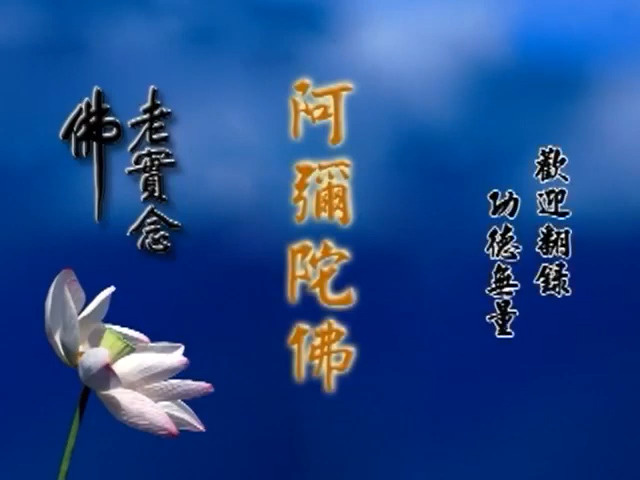 歡迎翻錄
功德無量
阿彌陀佛
老實念
佛